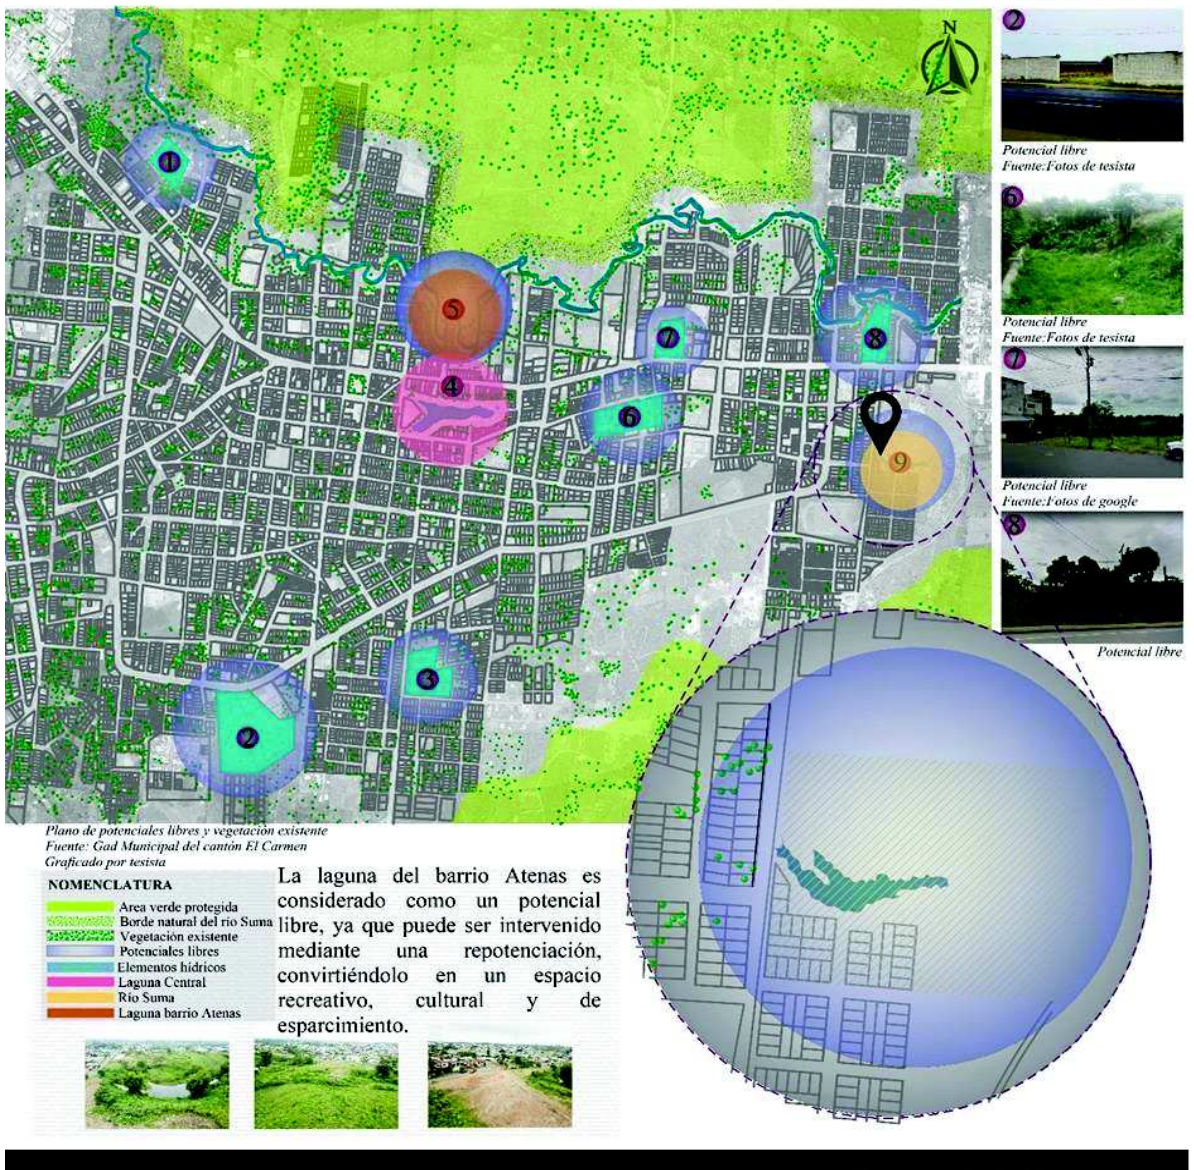 N
1
5
4
7
8
6
9
3
2
2
Potencial libre
Fuente:Fotos de tesista
6
Potencial libre
Fuente:Fotos de tesista
7
Potencial libre
Fuente:Fotos de google
8
Potencial libre
Plano de potenciales libres y vegetación existente
Fuente: Gad Municipal del cantón El Carmen
Graficado por tesista
NOMENCLATURA
Area verde protegida
Borde natural del río Suma
Vegetación existente
Potenciales libres
Elementos hídricos
Laguna Central
Río Suma
Laguna barrio Atenas
La laguna del barrio Atenas es
considerado como un potencial
libre, ya que puede ser intervenido
mediante una repotenciación,
convirtiéndolo en un espacio
recreativo, cultural y de
esparcimiento.